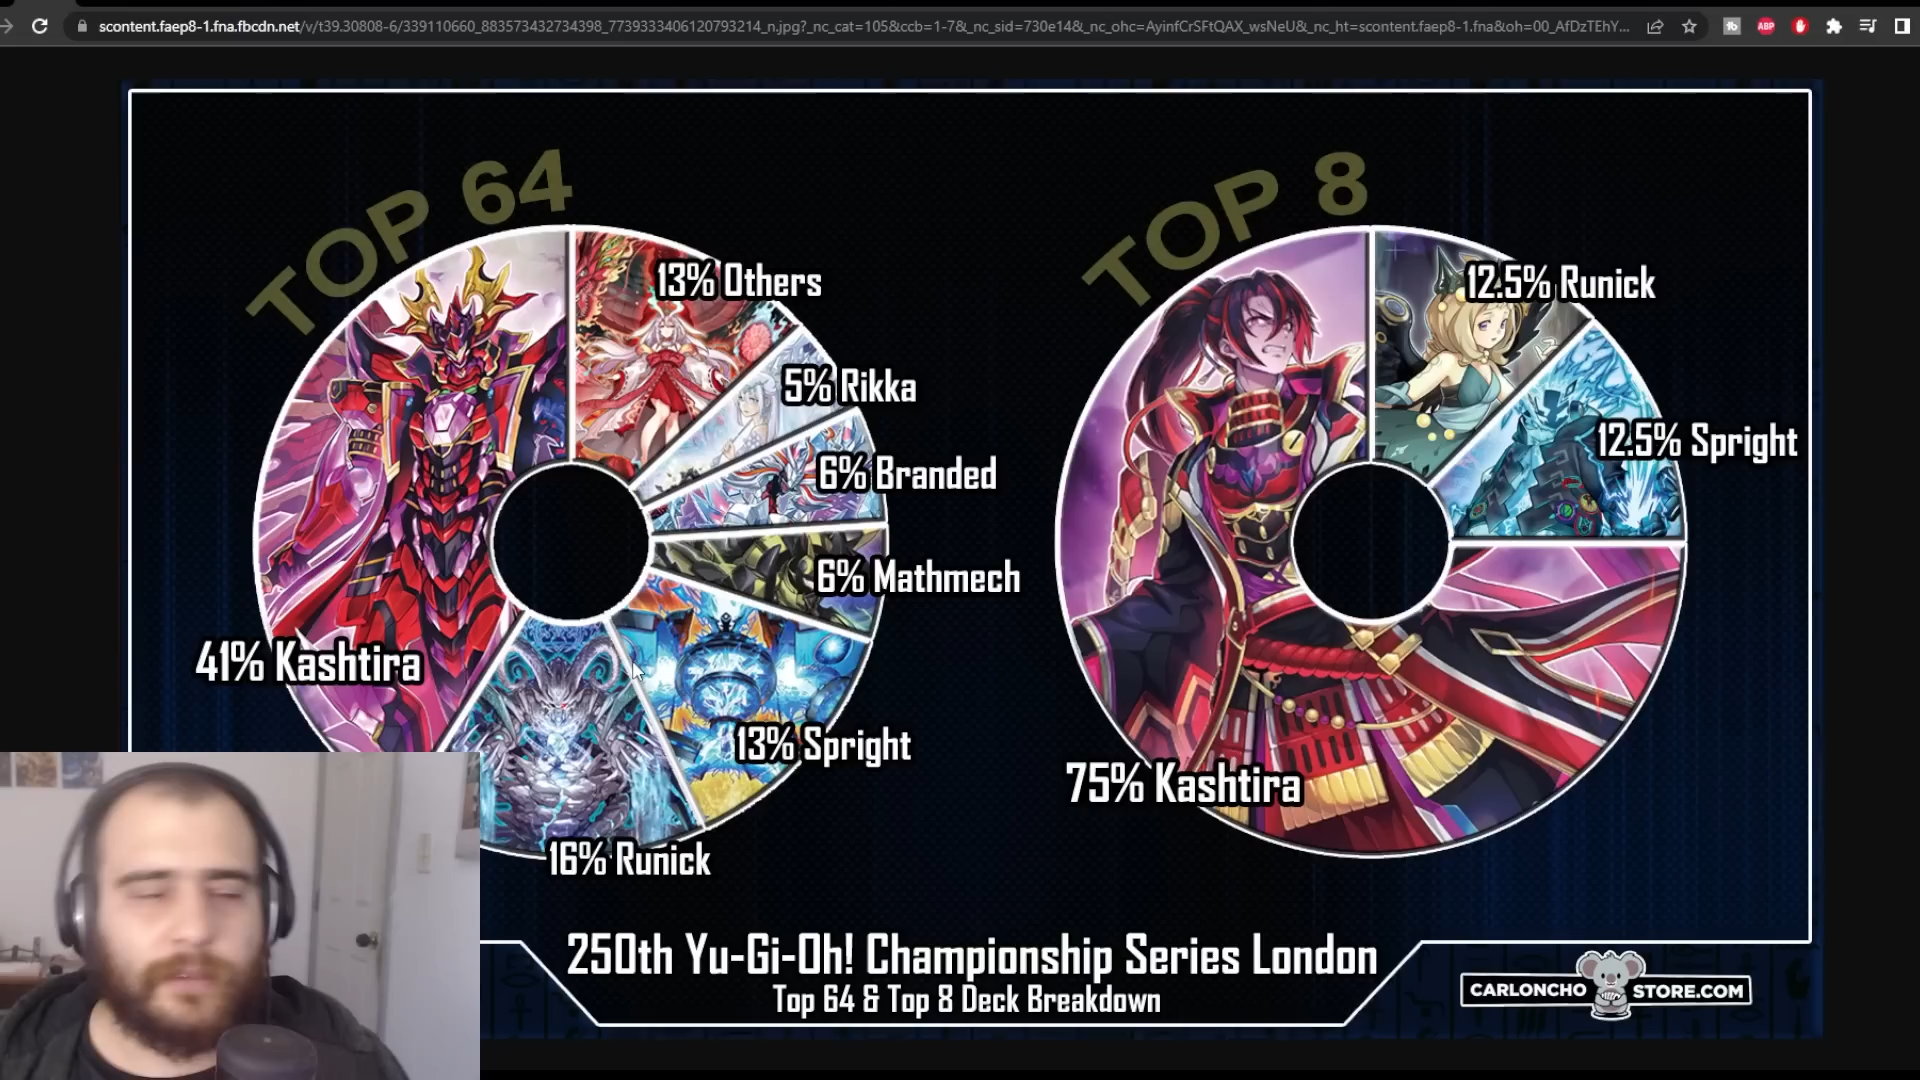 scontent.faep8-1.fna.fbcdn.net/v/t39.30808-6/339110660_883573432734398_7739333406120793214_n.jpg?_nc_cat=105&ccb=1-7&_nc_sid=730e14&_nc_ohc=AyinfCrSFtQAX_wsNeU&_nc_ht=scontent.faep8-1.fna&oh=00_AfDzTEhY...
ABP
TOP 64
TOP 8
13% Others
12.5% Runick
5% Rikka
12.5% Spright
6% Branded
6% Mathmech
41% Kashtira
13% Spright
75% Kashtira
16% Runick
250th Yu-Gi-Oh! Championship Series London
Top 64 & Top 8 Deck Breakdown
CARLONCHO STORE.COM